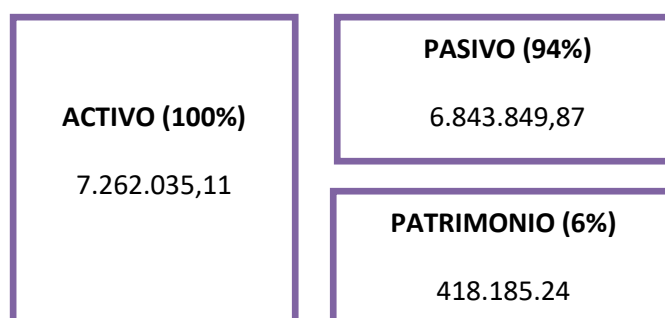 ACTIVO (100%)
7.262.035,11
PASIVO (94%)
6.843.849,87
PATRIMONIO (6%)
418.185.24